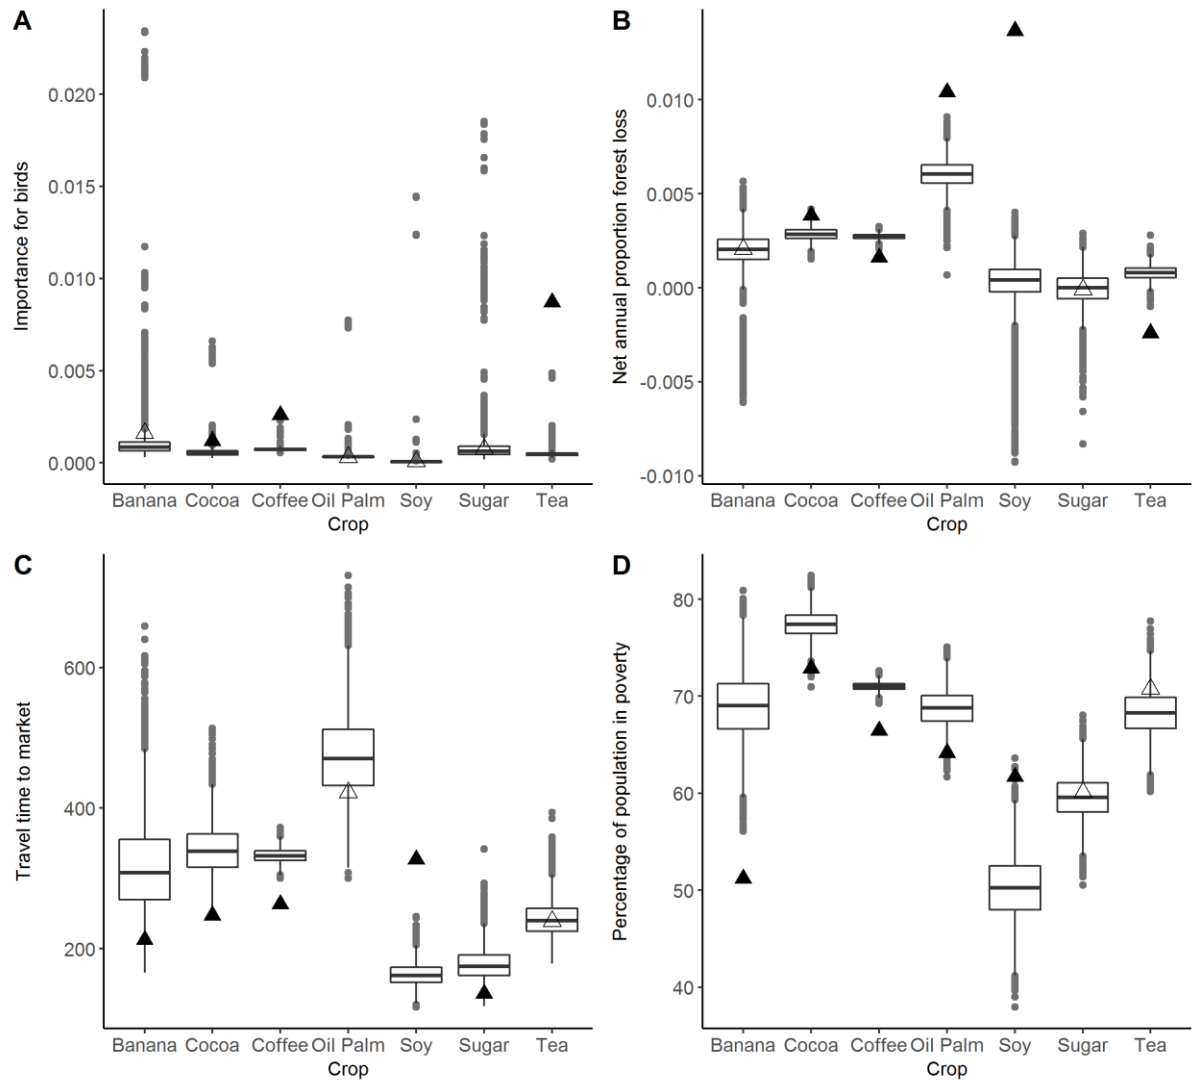 A
Importance for birds
0.020
0.015
0.010
0.005
0.000
Banana Cocoa Coffee Oil Palm Soy Sugar Tea
Crop
B
Net annual proportion forest loss
0.010
0.005
0.000
-0.005
-0.010
Banana Cocoa Coffee Oil Palm Soy Sugar Tea
Crop
C
Travel time to market
600
400
200
Banana Cocoa Coffee Oil Palm Soy Sugar Tea
Crop
D
Percentage of population in poverty
80
70
60
50
40
Banana Cocoa Coffee Oil Palm Soy Sugar Tea
Crop